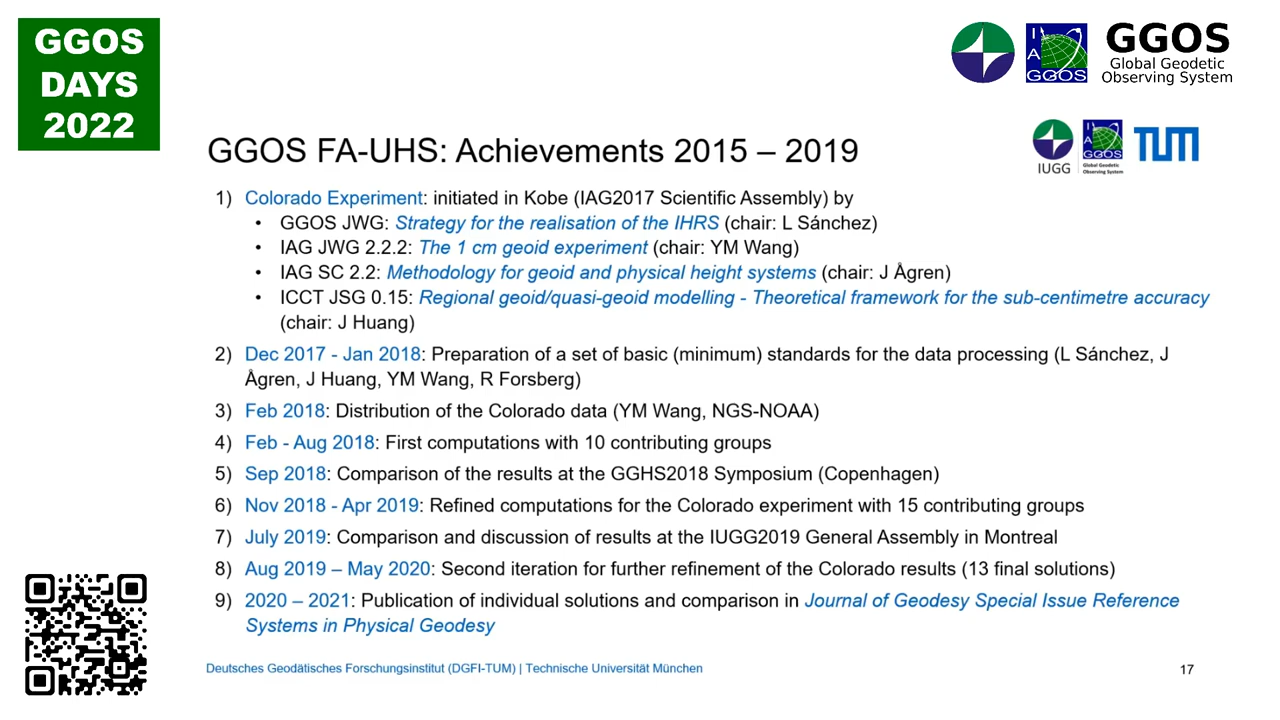 GGOS
DAYS
2022
IAG
GGOS
GGOS
Global Geodetic
Observing System
GGOS FA-UHS: Achievements 2015 – 2019
IUGG
IAG
GGOS
Global Geodetic
Observing System
TUM
1) Colorado Experiment: initiated in Kobe (IAG2017 Scientific Assembly) by
• GGOS JWG: Strategy for the realisation of the IHRS (chair: L Sánchez)
• IAG JWG 2.2.2: The 1 cm geoid experiment (chair: YM Wang)
• IAG SC 2.2: Methodology for geoid and physical height systems (chair: J Ågren)
• ICCT JSG 0.15: Regional geoid/quasi-geoid modelling - Theoretical framework for the sub-centimetre accuracy
(chair: J Huang)
2) Dec 2017 - Jan 2018: Preparation of a set of basic (minimum) standards for the data processing (L Sánchez, J
Ågren, J Huang, YM Wang, R Forsberg)
3) Feb 2018: Distribution of the Colorado data (YM Wang, NGS-NOAA)
4) Feb - Aug 2018: First computations with 10 contributing groups
5) Sep 2018: Comparison of the results at the GGHS2018 Symposium (Copenhagen)
6) Nov 2018 - Apr 2019: Refined computations for the Colorado experiment with 15 contributing groups
7) July 2019: Comparison and discussion of results at the IUGG2019 General Assembly in Montreal
8) Aug 2019 – May 2020: Second iteration for further refinement of the Colorado results (13 final solutions)
9) 2020 – 2021: Publication of individual solutions and comparison in Journal of Geodesy Special Issue Reference
Systems in Physical Geodesy
Deutsches Geodätisches Forschungsinstitut (DGFI-TUM) | Technische Universität München
17